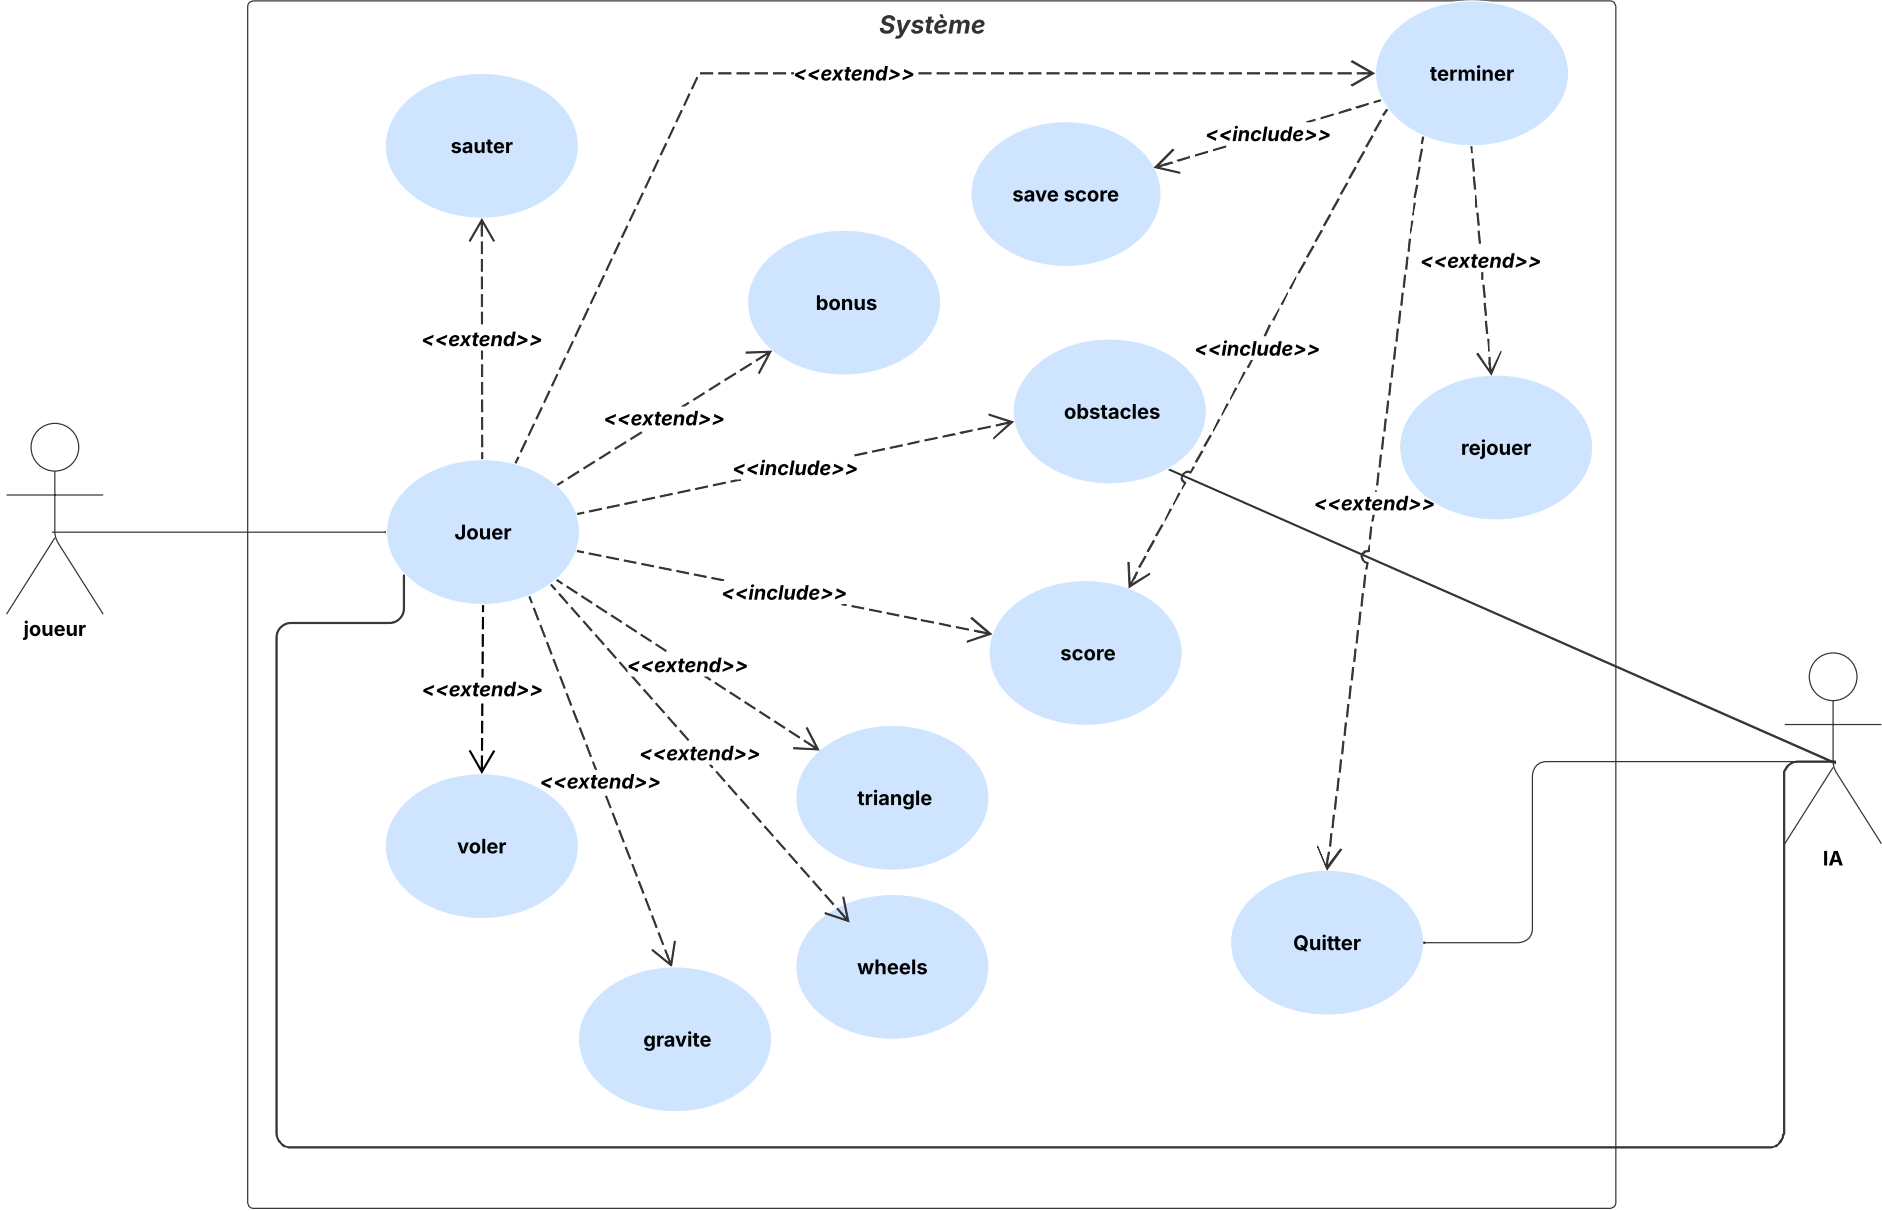 Système
terminer
<<extend>>
<<include>>
sauter
save score
<<extend>>
bonus
<<extend>>
<<include>>
obstacles
<<extend>>
rejouer
<<include>>
<<extend>>
Jouer
<<include>>
joueur
score
<<extend>>
<<extend>>
<<extend>>
<<extend>>
triangle
voler
IA
Quitter
wheels
gravite